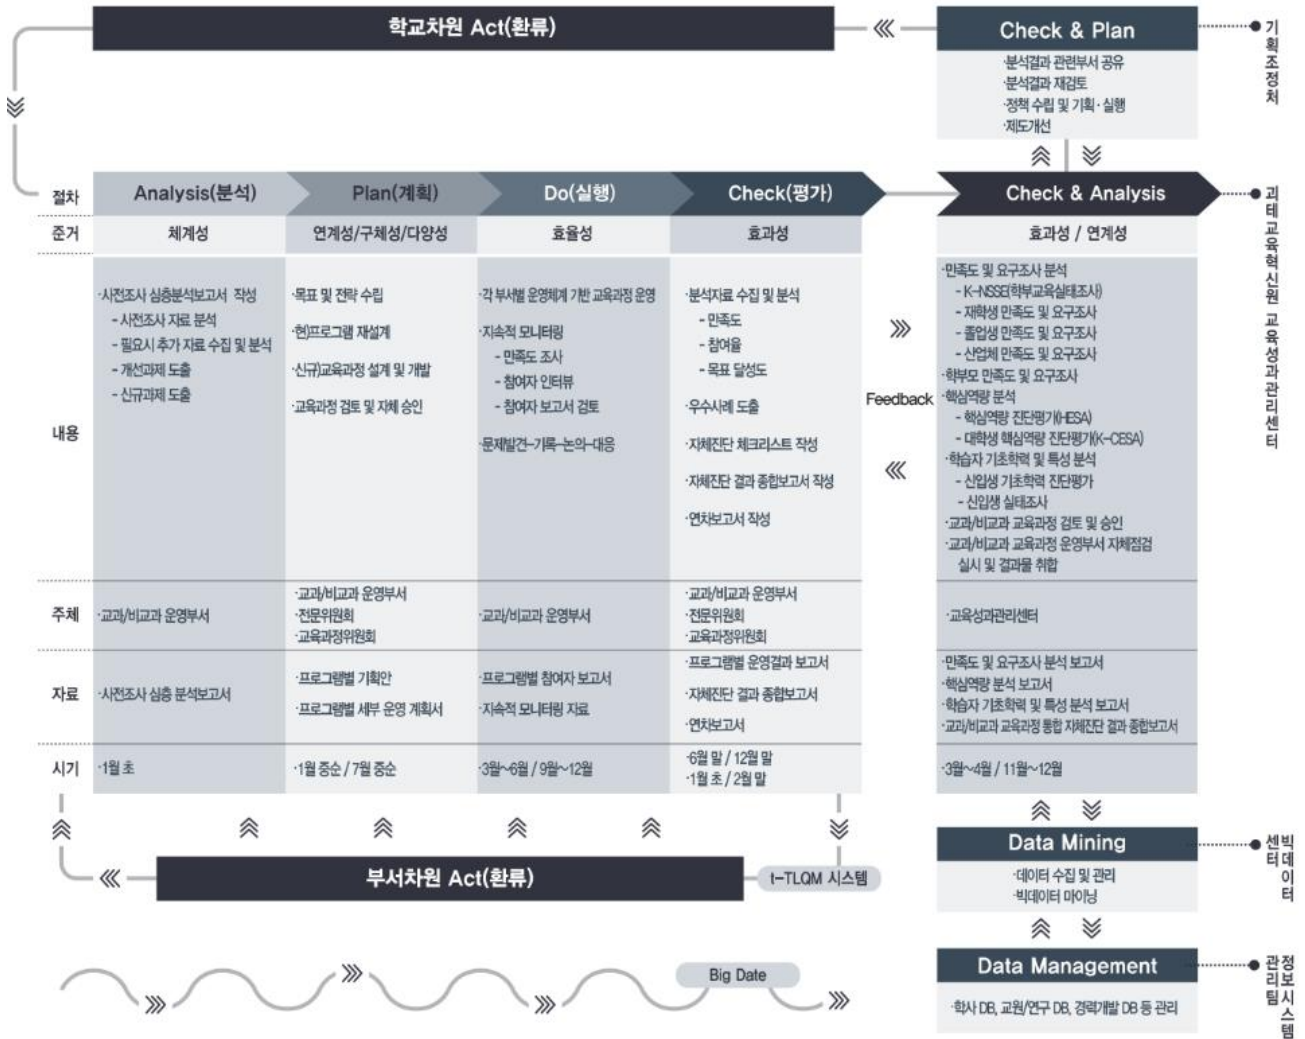 학교차원 Act(환류)
Check & Plan
·분석결과 관련부서 공유
·분석결과 재검토
·정책 수립 및 기획·실행
·제도개선
기획조정처
절차
Analysis(분석)
Plan(계획)
Do(실행)
Check(평가)
Check & Analysis
준거
체계성
연계성/구체성/다양성
효율성
효과성
효과성 / 연계성
내용
·사전조사 심층분석보고서 작성
- 사전조사 자료 분석
- 필요시 추가 자료 수집 및 분석
- 개선과제 도출
- 신규과제 도출
·목표 및 전략 수립
·현)프로그램 재설계
·신규)교육과정 설계 및 개발
·교육과정 검토 및 자체 승인
·각 부서별 운영체계 기반 교육과정 운영
·지속적 모니터링
- 만족도 조사
- 참여자 인터뷰
- 참여자 보고서 검토
·문제발견-기록-논의-대응
·분석자료 수집 및 분석
- 만족도
- 참여율
- 목표 달성도
·우수사례 도출
·자체진단 체크리스트 작성
·자체진단 결과 종합보고서 작성
·연차보고서 작성
Feedback
·만족도 및 요구조사 분석
- K-NSSE(학부교육실태조사)
- 재학생 만족도 및 요구조사
- 졸업생 만족도 및 요구조사
- 산업체 만족도 및 요구조사
·학부모 만족도 및 요구조사
·핵심역량 분석
- 핵심역량 진단평가(HESA)
- 대학생 핵심역량 진단평가(K-CESA)
·학습자 기초학력 및 특성 분석
- 신입생 기초학력 진단평가
- 신입생 실태조사
·교과/비교과 교육과정 검토 및 승인
·교과/비교과 교육과정 운영부서 자체점검
실시 및 결과물 취합
괴테교육혁신원 교육성과관리센터
주체
·교과/비교과 운영부서
·교과/비교과 운영부서
·전문위원회
·교육과정위원회
·교과/비교과 운영부서
·교과/비교과 운영부서
·전문위원회
·교육과정위원회
·교육성과관리센터
자료
·사전조사 심층 분석보고서
·프로그램별 기획안
·프로그램별 세부 운영 계획서
·프로그램별 참여자 보고서
·지속적 모니터링 자료
·프로그램별 운영결과 보고서
·자체진단 결과 종합보고서
·연차보고서
·만족도 및 요구조사 분석 보고서
·핵심역량 분석 보고서
·학습자 기초학력 및 특성 분석 보고서
·교과/비교과 교육과정 통합 자체진단 결과 종합보고서
시기
·1월 초
·1월 중순 / 7월 중순
·3월~6월 / 9월~12월
·6월 말 / 12월 말
·1월 초 / 2월 말
·3월~4월 / 11월~12월
부서차원 Act(환류)
t-TLQM 시스템
Data Mining
·데이터 수집 및 관리
·빅데이터 마이닝
빅데이터
센터
Big Date
Data Management
·학사 DB, 교원/연구 DB, 경력개발 DB 등 관리
정보시스템
관리팀